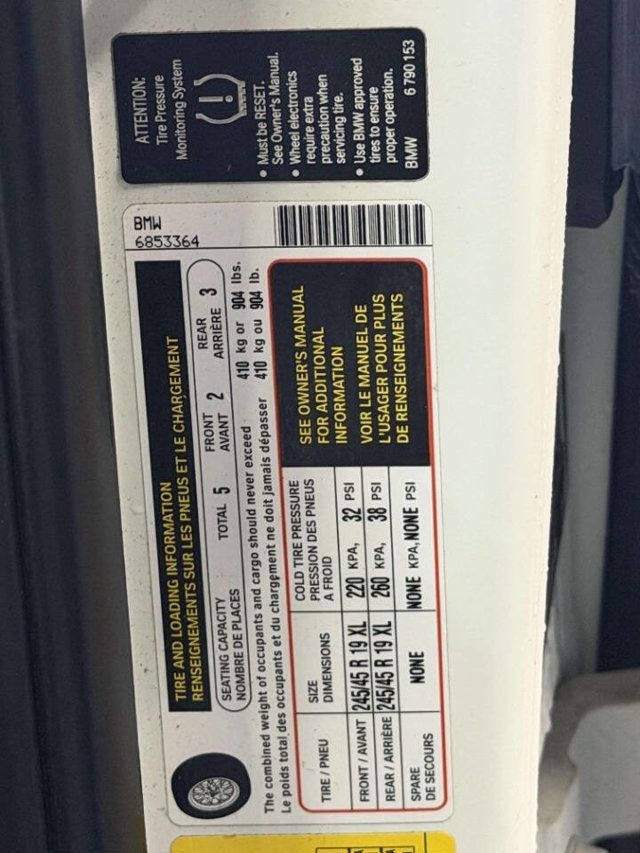 ATTENTION:
Tire Pressure
Monitoring System
• Must be RESET.
See Owner's Manual.
• Wheel electronics
require extra
precaution when
servicing tire.
• Use BMW approved
tires to ensure
proper operation.
BMW 6 790 153
BMW
6853364
TIRE AND LOADING INFORMATION
RENSEIGNEMENTS SUR LES PNEUS ET LE CHARGEMENT
SEATING CAPACITY TOTAL 5 FRONT 2 REAR 3
NOMBRE DE PLACES AVANT ARRIÈRE
The combined weight of occupants and cargo should never exceed 410 kg or 904 lbs.
Le poids total des occupants et du chargement ne doit jamais dépasser 410 kg ou 904 lb.
TIRE / PNEU
SIZE
DIMENSIONS
COLD TIRE PRESSURE
PRESSION DES PNEUS
A FROID
FRONT / AVANT 245/45 R 19 XL 220 KPA, 32 PSI
REAR / ARRIÈRE 245/45 R 19 XL 260 KPA, 38 PSI
SPARE
DE SECOURS NONE NONE KPA, NONE PSI
SEE OWNER'S MANUAL
FOR ADDITIONAL
INFORMATION
VOIR LE MANUEL DE
L'USAGER POUR PLUS
DE RENSEIGNEMENTS